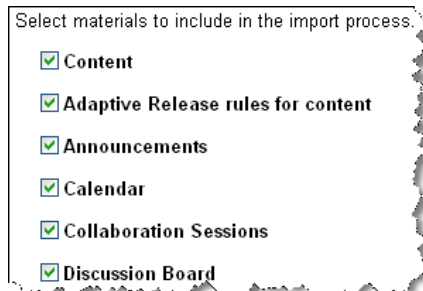 Select materials to include in the import process.
Content
Adaptive Release rules for content
Announcements
Calendar
Collaboration Sessions
Discussion Board